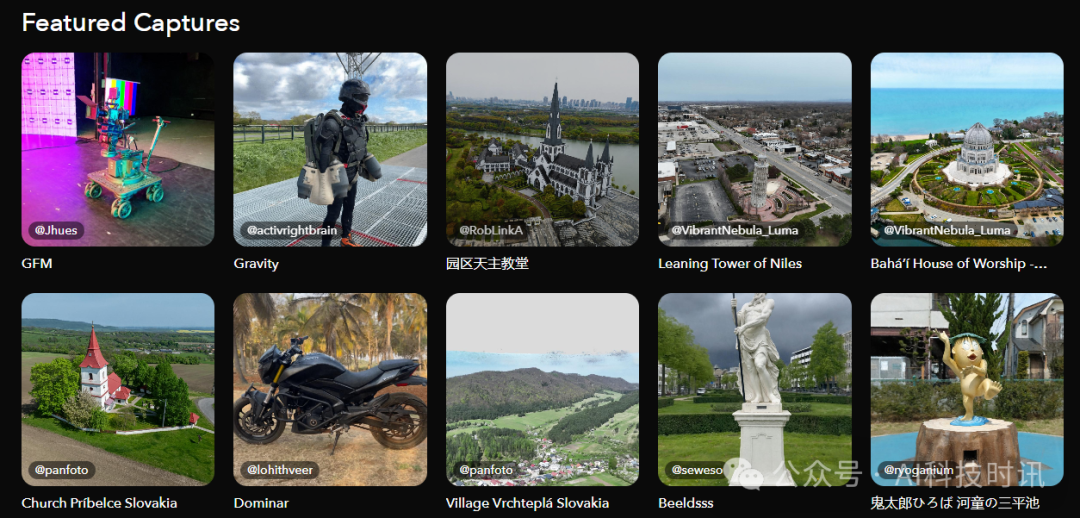 Featured Captures
@Jhues
@activrightbrain
@RobLinkA
@VibrantNebula_Luma
@VibrantNebula_Luma
GFM
Gravity
园区天主教堂
Leaning Tower of Niles
Bahá'í House of Worship -...
@panfoto
@lohithveer
@panfoto
@seweso
@ryoganium
公众号 · AI科技时讯
Church Príbelce Slovakia
Dominar
Village Vrchteplá Slovakia
Beeldsss
鬼太郎ひろば 河童の三平池